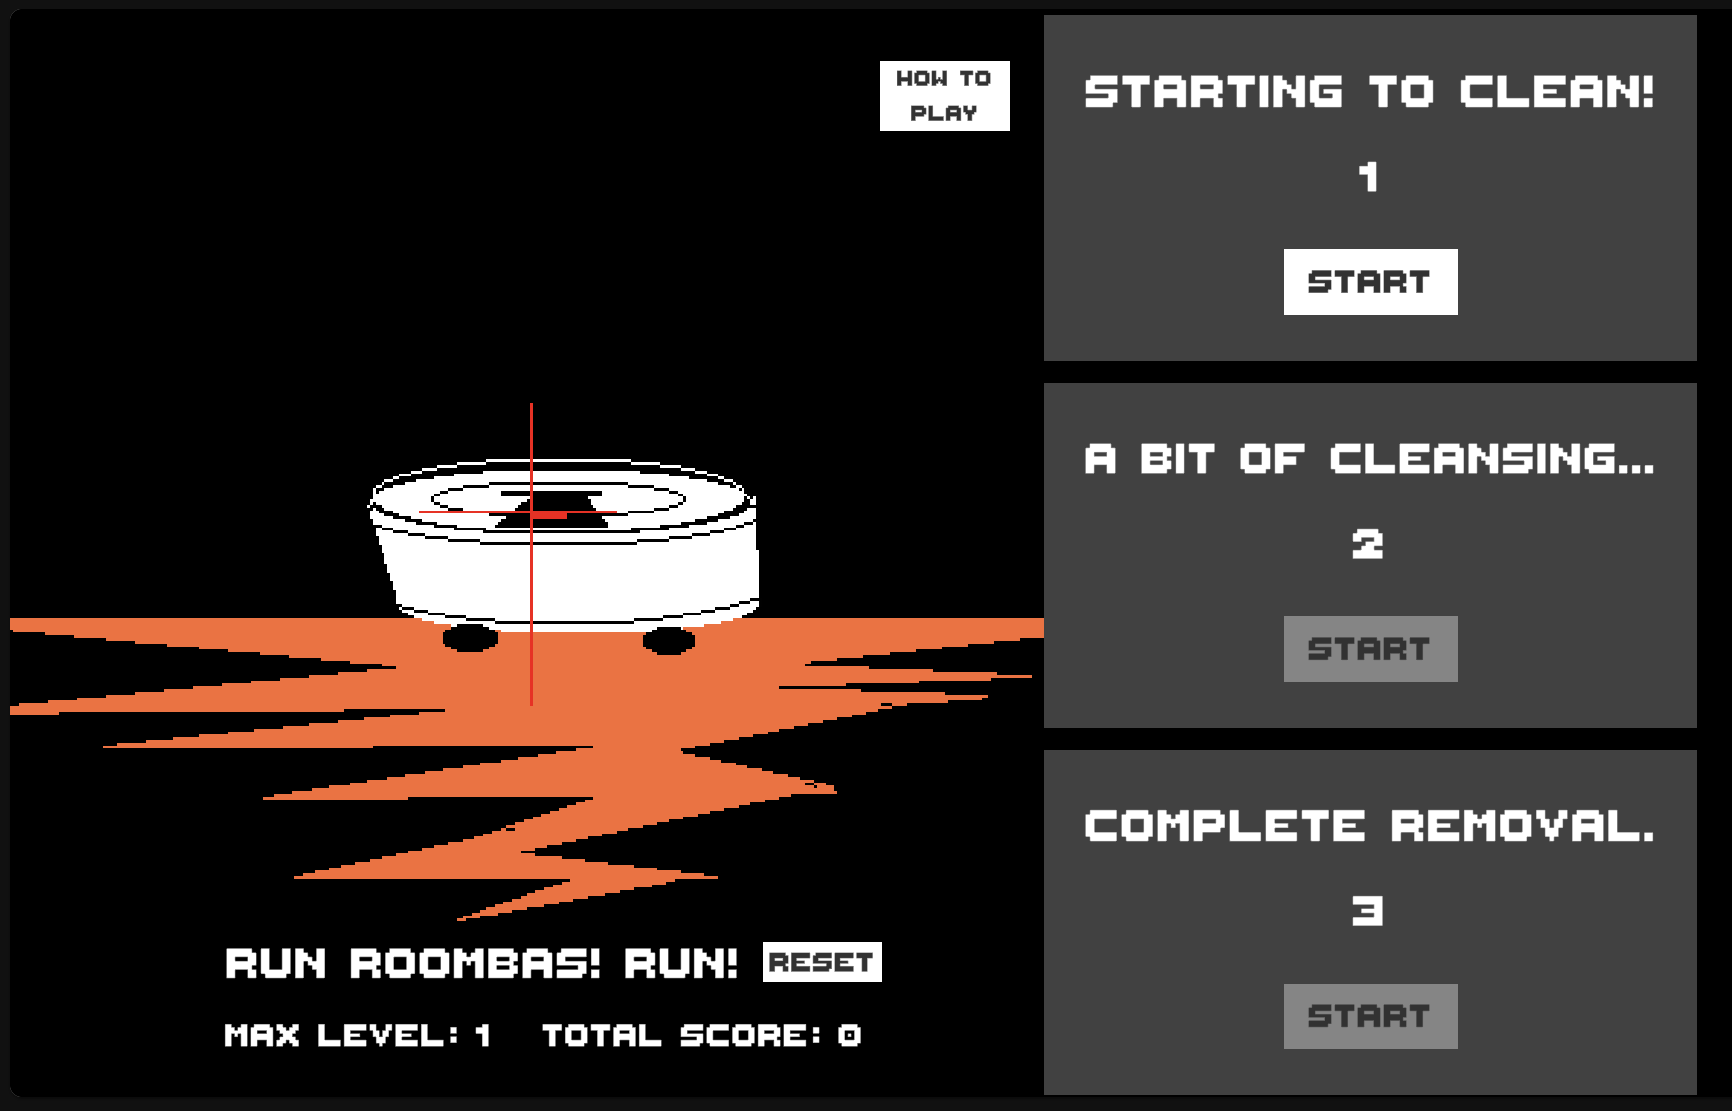 HOW TO
PLAY
RUN ROOMBAS! RUN!
RESET
MAX LEVEL: 1
TOTAL SCORE: 0
STARTING TO CLEAN!
1
START
A BIT OF CLEANSING...
2
START
COMPLETE REMOVAL.
3
START